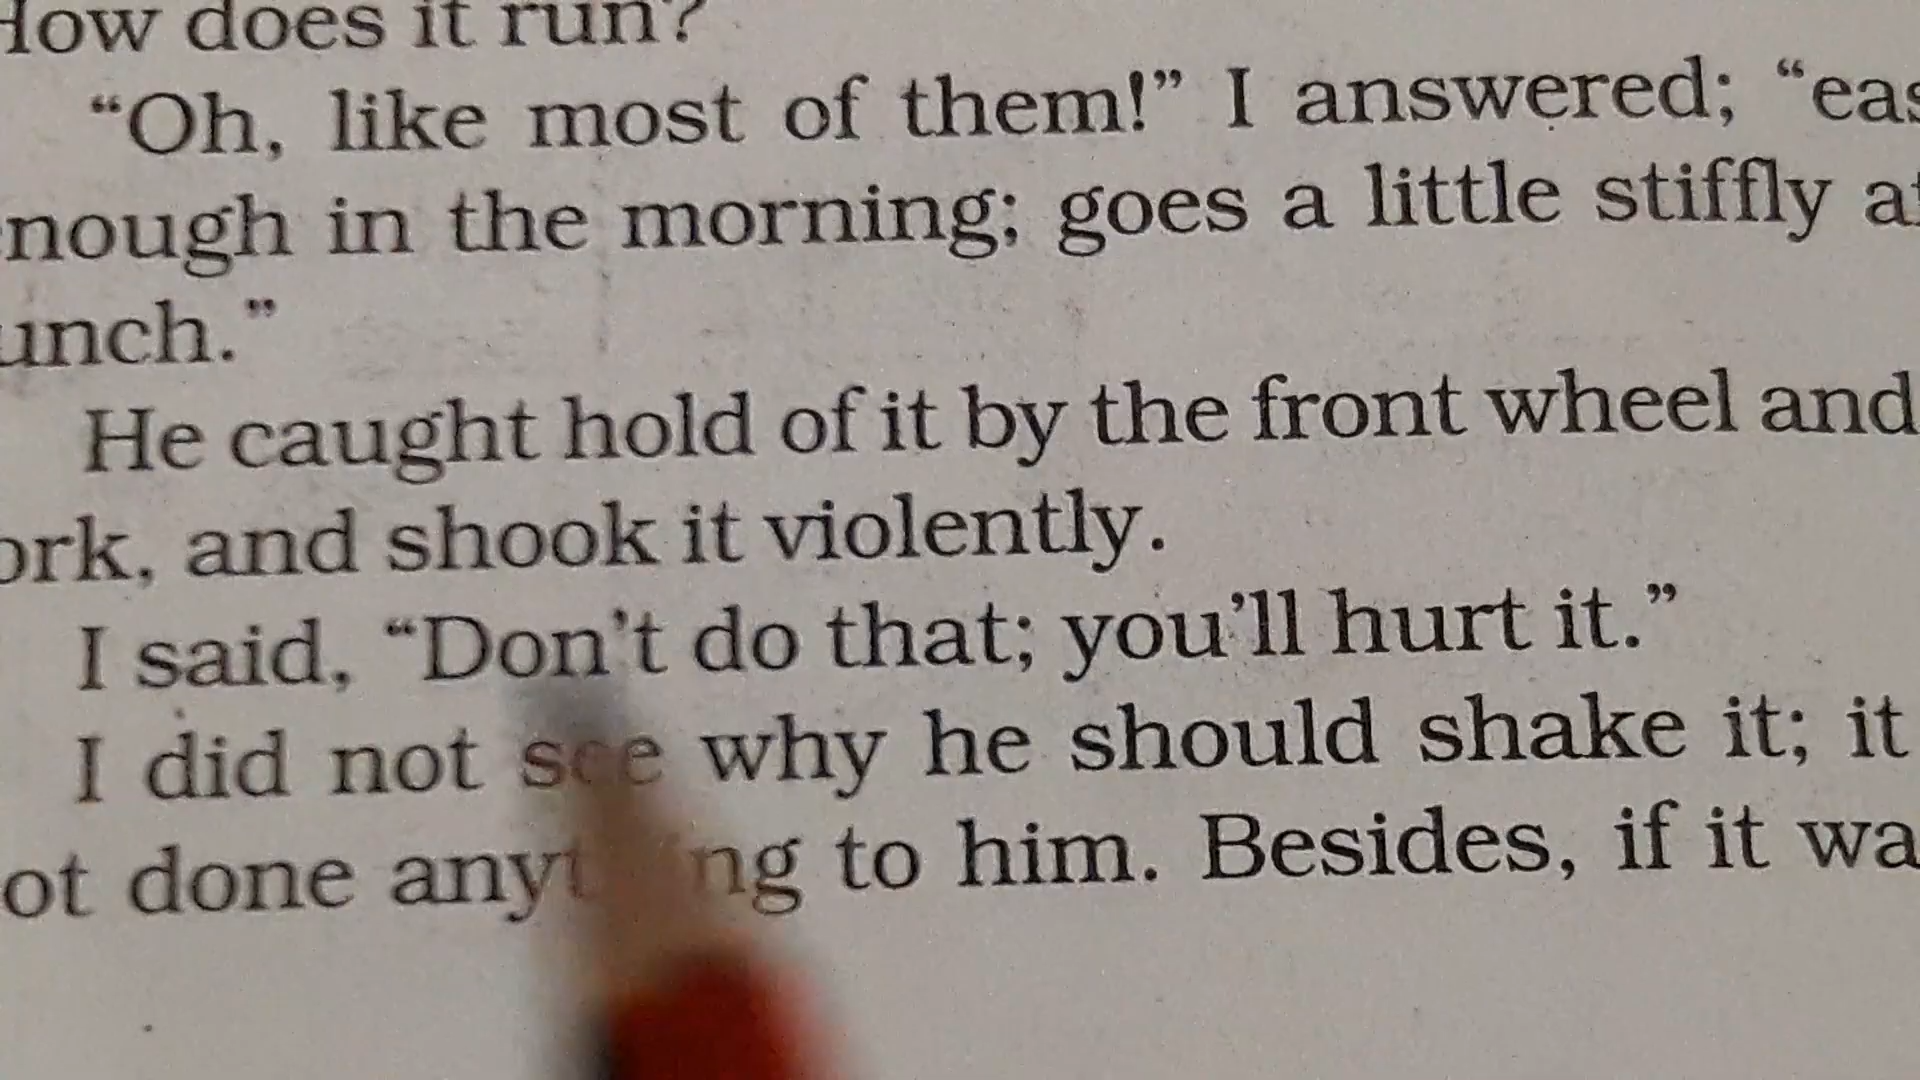 How does it run?
“Oh, like most of them!” I answered; “eas
nough in the morning; goes a little stiffly af
unch.”
He caught hold of it by the front wheel and
ork, and shook it violently.
I said, “Don’t do that; you’ll hurt it.”
I did not see why he should shake it; it
ot done anyt ng to him. Besides, if it wa